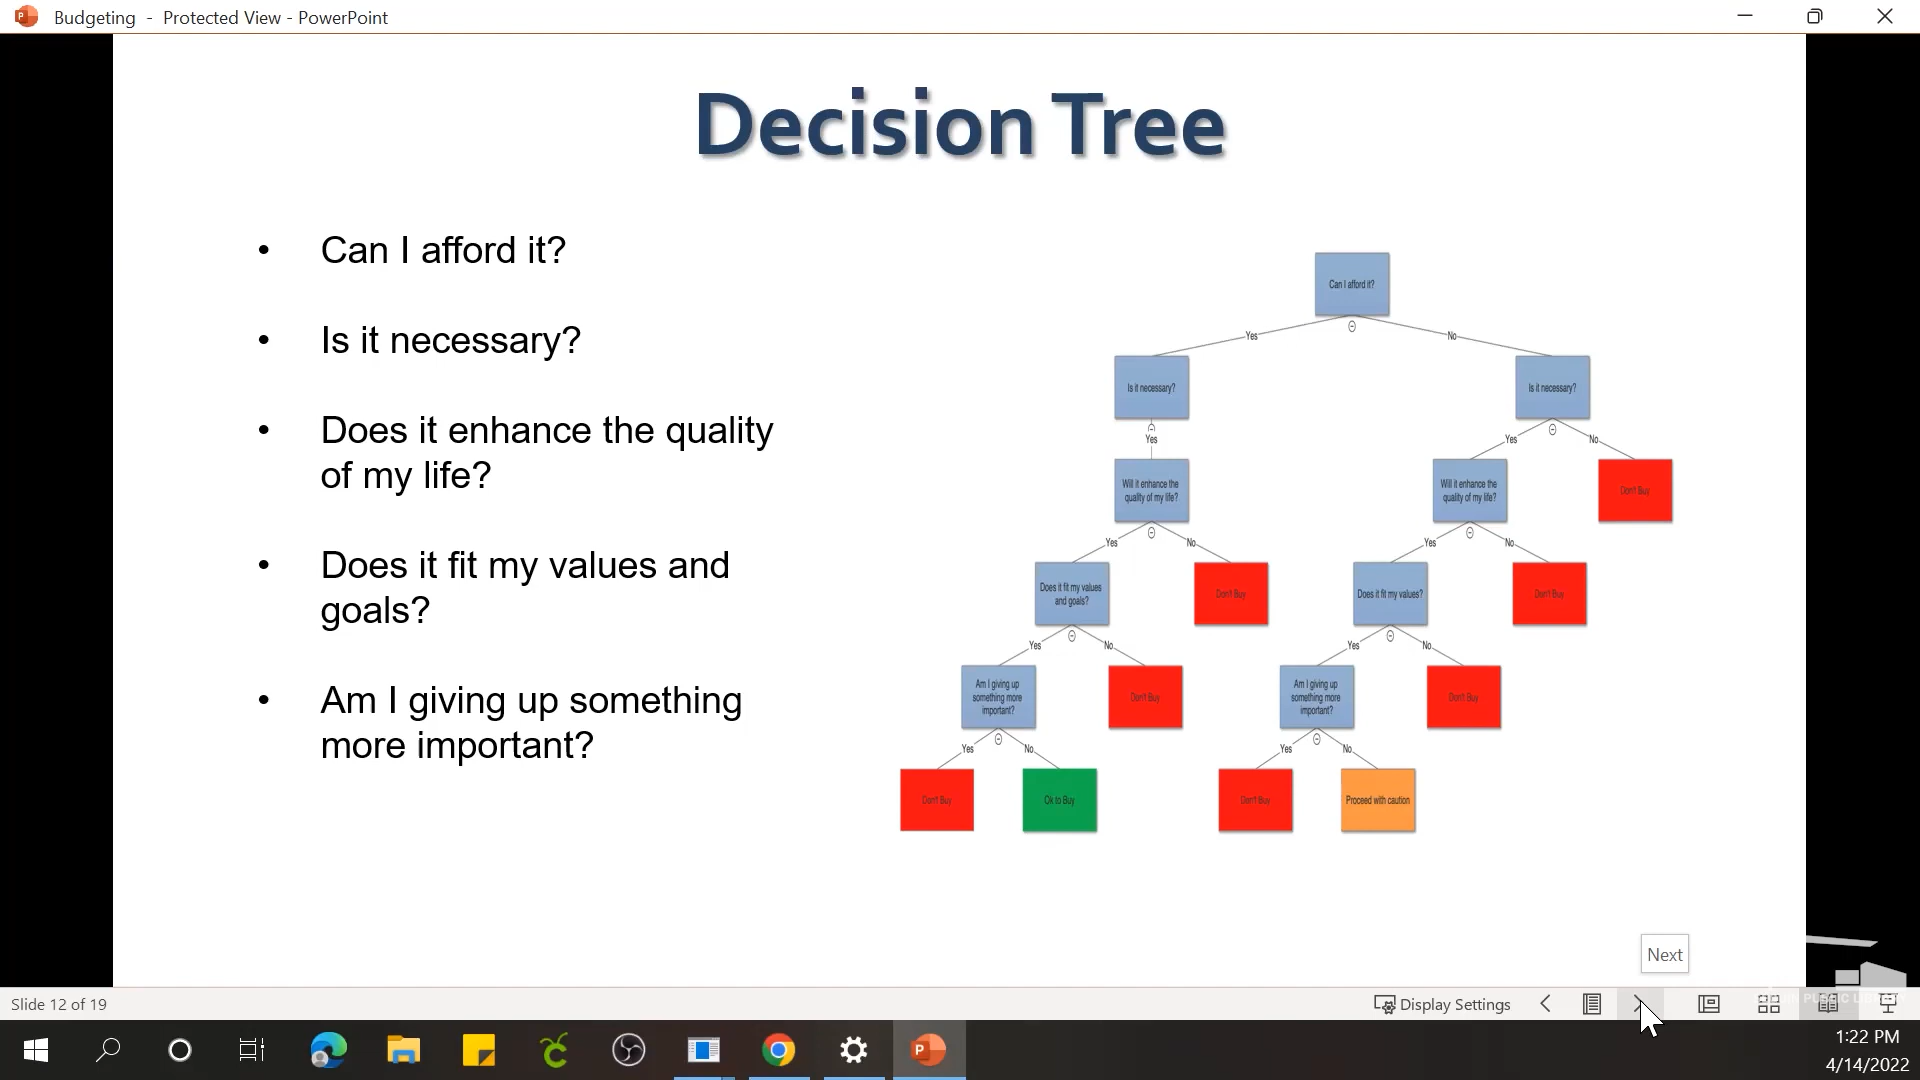 Budgeting - Protected View - PowerPoint
Decision Tree
• Can I afford it?
• Is it necessary?
• Does it enhance the quality
of my life?
• Does it fit my values and
goals?
• Am I giving up something
more important?
Can I afford it?
Yes
No
Is it necessary?
Is it necessary?
Yes
Yes
No
Will it enhance the
quality of my life?
Will it enhance the
quality of my life?
Don't Buy
Yes
No
Yes
No
Does it fit my values
and goals?
Don't Buy
Does it fit my values?
Don't Buy
Yes
No
Yes
No
Am I giving up
something more
important?
Don't Buy
Am I giving up
something more
important?
Don't Buy
Yes
No
Yes
No
Don't Buy
Ok to Buy
Don't Buy
Proceed with caution
Next
Slide 12 of 19
Display Settings
1:22 PM
4/14/2022